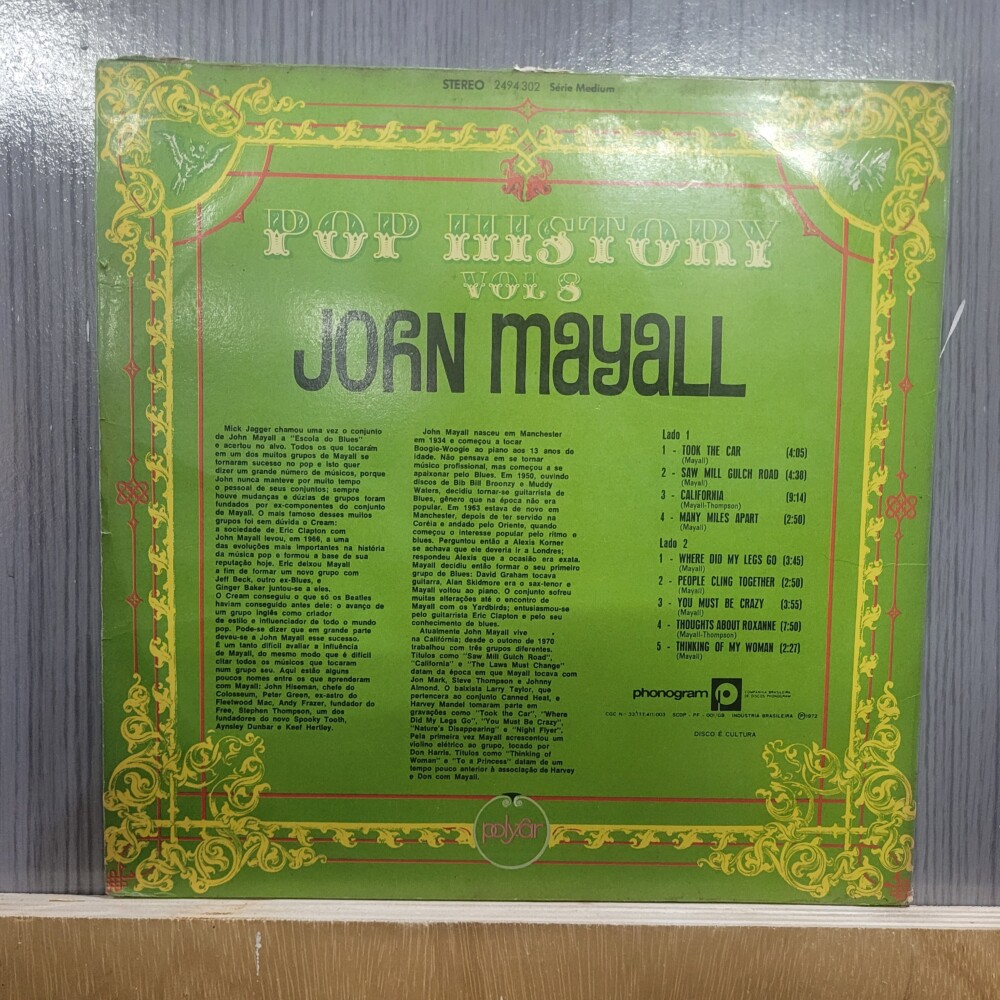 STEREO 2494302 Série Medium
POP HISTORY
VOL 8
JOHN MAYALL
Mick Jagger chamou uma vez o conjunto
de John Mayall a "Escola do Blues"
e acertou no alvo. Todos os que tocaram
em um dos muitos grupos de Mayall se
tornaram sucesso no pop e isto quer
dizer um grande número de músicos, porque
John nunca manteve por muito tempo
o pessoal de seus conjuntos; sempre
houve mudanças e dúzias de grupos foram
fundados por ex-componentes do conjunto
de Mayall. O mais famoso desses muitos
grupos foi sem dúvida o Cream:
a sociedade de Eric Clapton com
John Mayall levou, em 1966, a uma
das evoluções mais importantes na história
da música pop e formou a base de sua
reputação hoje. Eric deixou Mayall
a fim de formar um novo grupo com
Jeff Beck, outro ex-Blues, e
Ginger Baker juntou-se a eles.
O Cream conseguiu o que só os Beatles
haviam conseguido antes dele: o avanço de
um grupo inglês como criador
de estilo e influenciador de todo o mundo
pop. Pode-se dizer que em grande parte
deveu-se a John Mayall esse sucesso.
É um tanto difícil avaliar a influência
de Mayall, do mesmo modo que é difícil
citar todos os músicos que tocaram
num grupo seu. Aqui estão alguns
poucos nomes entre os que aprenderam
com Mayall: John Hiseman, chefe do
Colosseum, Peter Green, ex-astro do
Fleetwood Mac, Andy Frazer, fundador do
Free, Stephen Thompson, um dos
fundadores do novo Spooky Tooth,
Aynsley Dunbar e Keef Hartley.
John Mayall nasceu em Manchester
em 1934 e começou a tocar
Boogie-Woogie ao piano aos 13 anos de
idade. Não pensava em se tornar
músico profissional, mas começou a se
apaixonar pelo Blues. Em 1950, ouvindo
discos de Bib Bill Broonzy e Muddy
Waters, decidiu tornar-se guitarrista de
Blues, gênero que na época não era
popular. Em 1963 estava de novo em
Manchester, depois de ter servido na
Coréia e andado pelo Oriente, quando
começou o interesse popular pelo ritmo e
blues. Perguntou então a Alexis Korner
se achava que ele deveria ir a Londres;
respondeu Alexis que a ocasião era exata.
Mayall decidiu então formar o seu primeiro
grupo de Blues: David Graham tocava
guitarra, Alan Skidmore era o sax-tenor e
Mayall voltou ao piano. O conjunto sofreu
muitas alterações até o encontro de
Mayall com os Yardbirds; entusiasmou-se
pelo guitarrista Eric Clapton e pelo seu
conhecimento de blues.
Atualmente John Mayall vive
na Califórnia; desde o outono de 1970
trabalhou com três grupos diferentes.
Títulos como "Saw Mill Gulch Road",
"California" e "The Laws Must Change"
datam da época em que Mayall tocava com
Jon Mark, Steve Thompson e Johnny
Almond. O baixista Larry Taylor, que
pertencera ao conjunto Canned Heat, e
Harvey Mandel tomaram parte em
gravações como "Took the Car", "Where
Did My Legs Go", "You Must Be Crazy",
"Nature's Disappearing" e "Night Flyer".
Pela primeira vez Mayall acrescentou um
violino elétrico ao grupo, tocado por
Don Harris. Títulos como "Thinking of
Woman" e "To a Princess" datam de um
tempo pouco anterior à associação de Harvey
e Don com Mayall.
Lado 1
1 - TOOK THE CAR (4:05)
(Mayall)
2 - SAW MILL GULCH ROAD (4:38)
(Mayall)
3 - CALIFORNIA (9:14)
(Mayall-Thompson)
4 - MANY MILES APART (2:50)
(Mayall)
Lado 2
1 - WHERE DID MY LEGS GO (3:45)
(Mayall)
2 - PEOPLE CLING TOGETHER (2:50)
(Mayall)
3 - YOU MUST BE CRAZY (3:55)
(Mayall)
4 - THOUGHTS ABOUT ROXANNE (7:50)
(Mayall-Thompson)
5 - THINKING OF MY WOMAN (2:27)
(Mayall)
phonogram p COMPANHIA BRASILEIRA
DE DISCOS PHONOGRAM
INDÚSTRIA BRASILEIRA Ⓟ1972
DISCO É CULTURA
polyfar